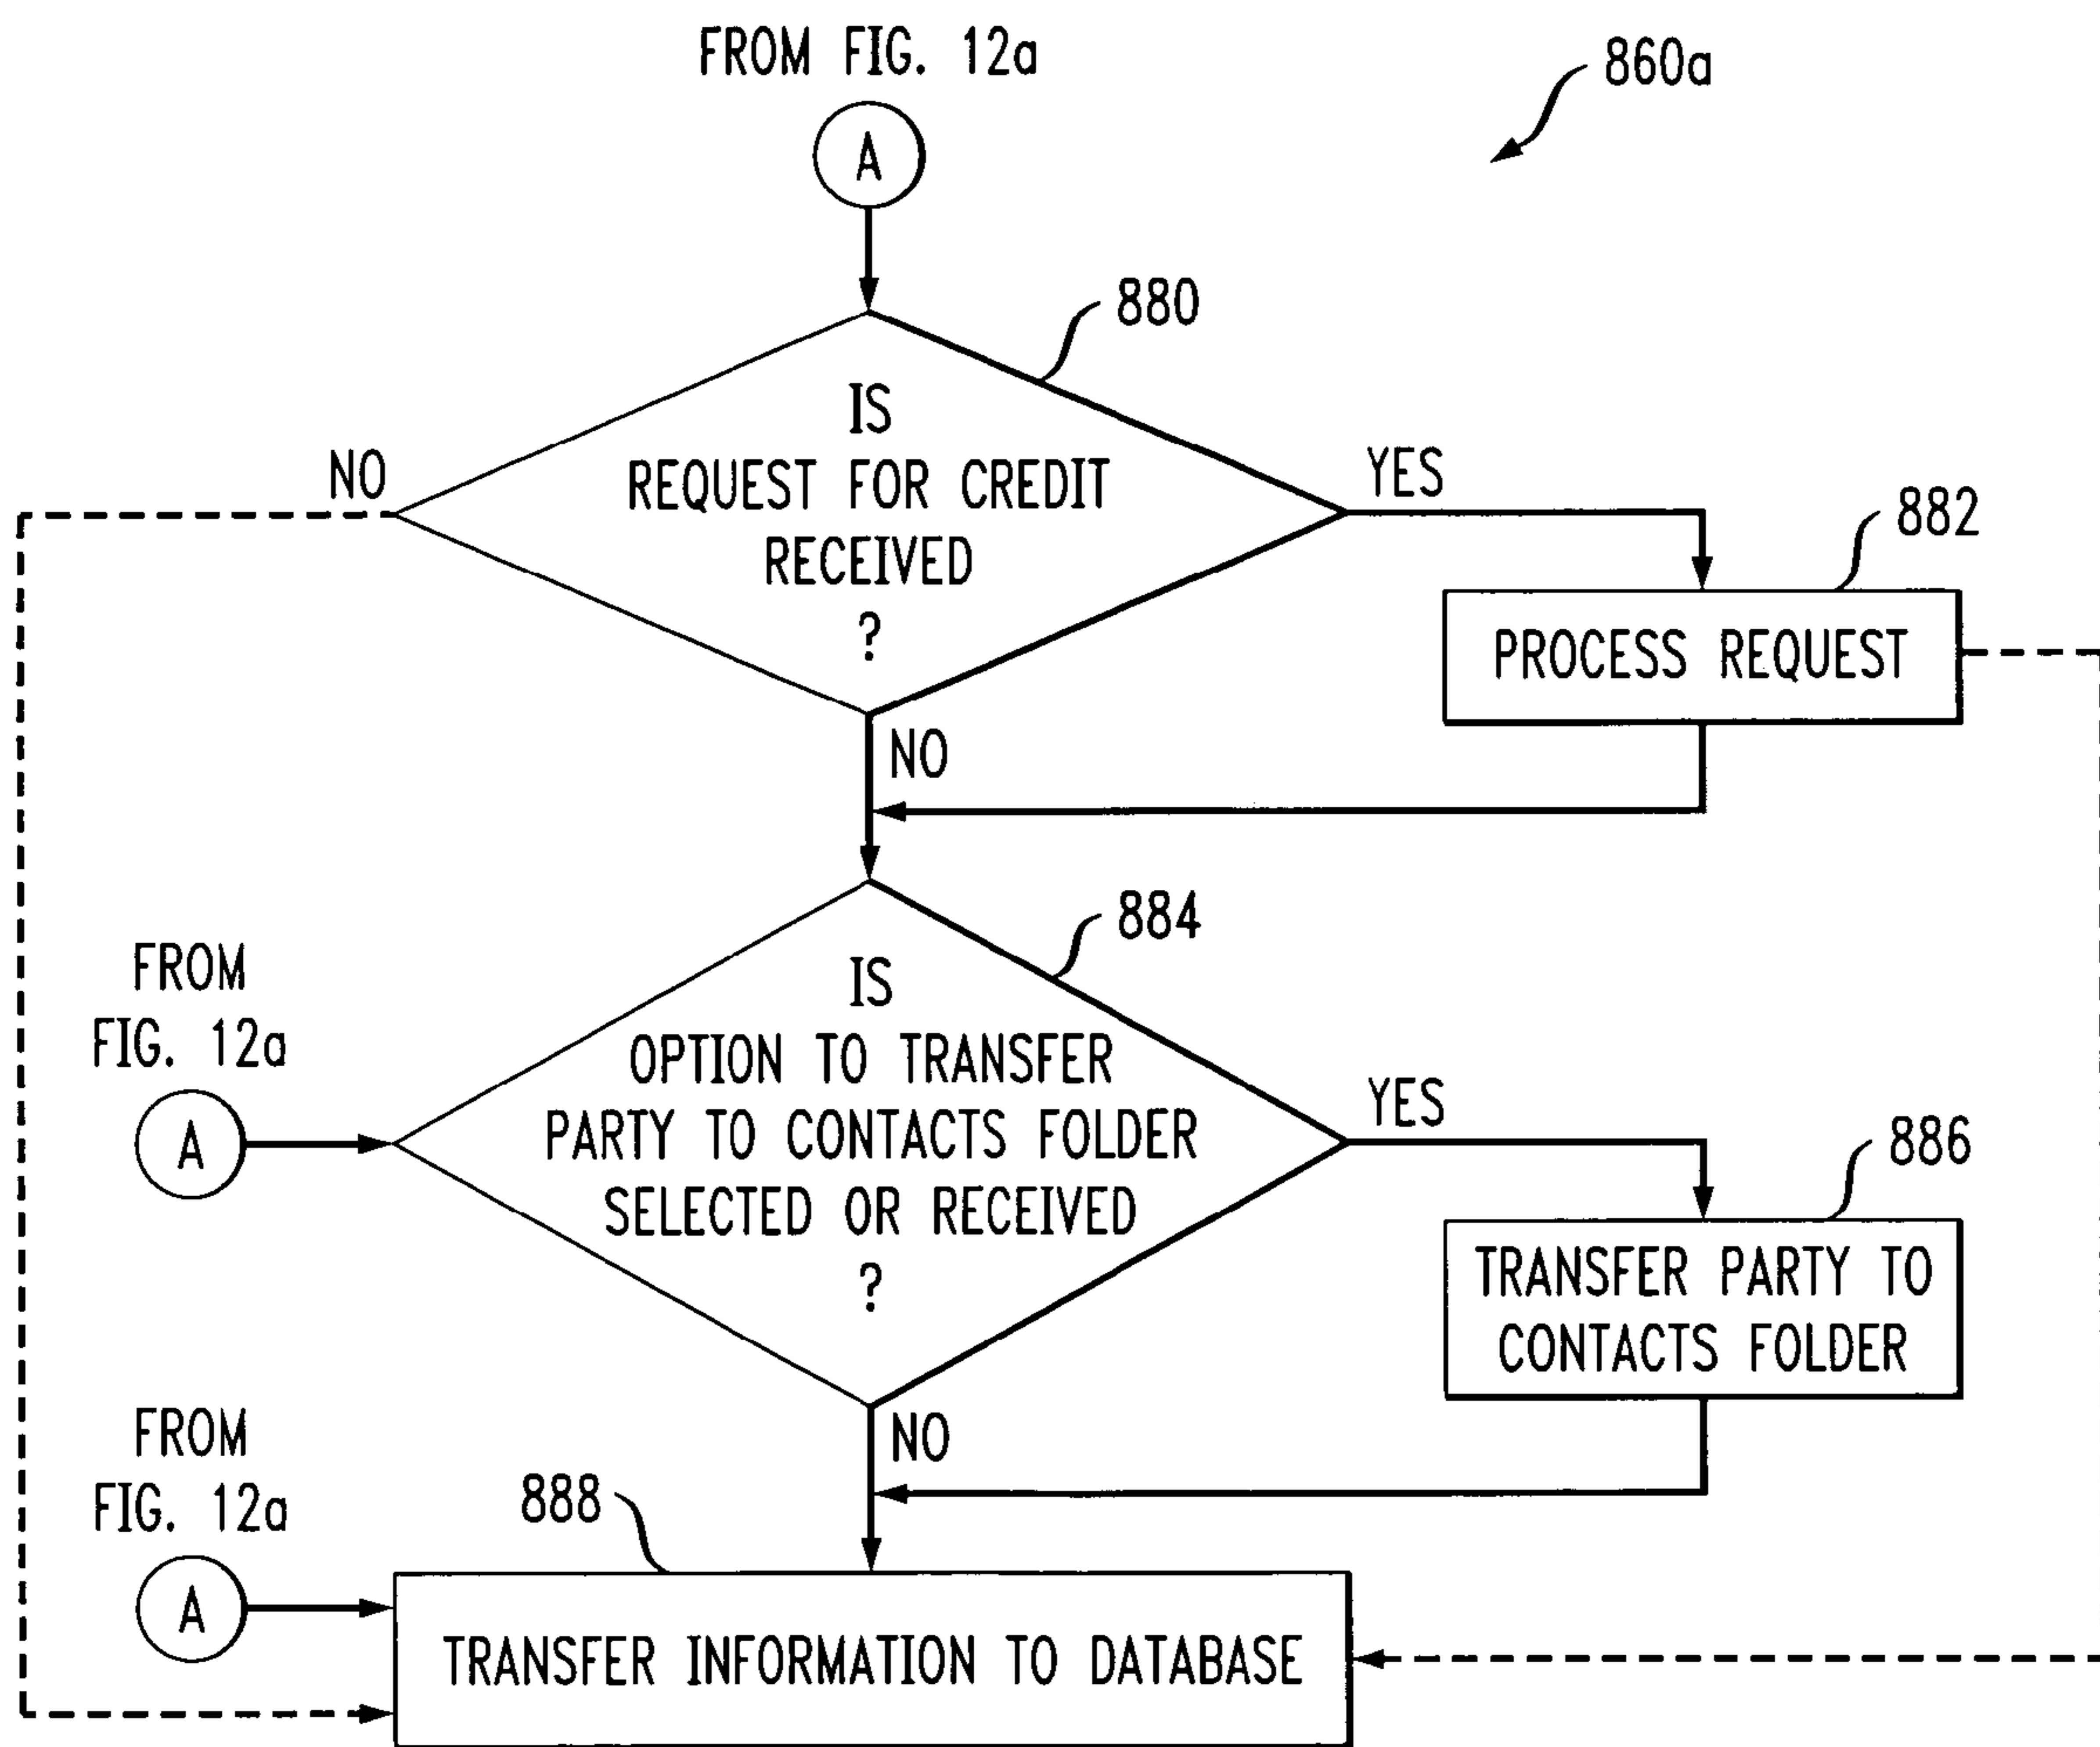 FROM FIG. 12a
860a
A
880
IS
REQUEST FOR CREDIT
RECEIVED
?
NO
YES
882
PROCESS REQUEST
NO
884
FROM
FIG. 12a
A
IS
OPTION TO TRANSFER
PARTY TO CONTACTS FOLDER
SELECTED OR RECEIVED
?
YES
886
TRANSFER PARTY TO
CONTACTS FOLDER
NO
FROM
FIG. 12a
A
888
TRANSFER INFORMATION TO DATABASE